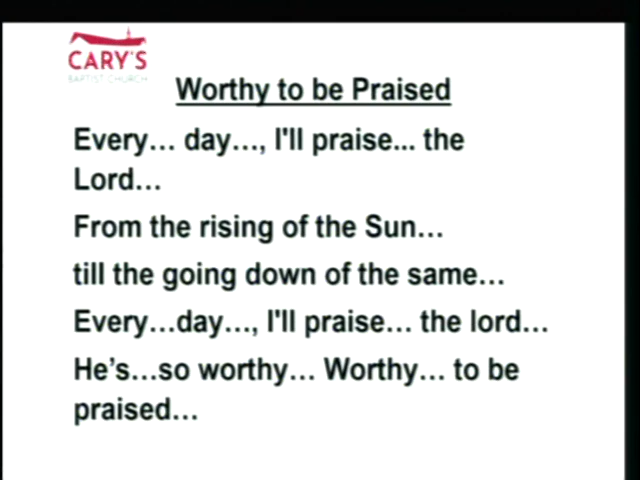 CARY'S
BAPTIST CHURCH
Worthy to be Praised
Every... day..., I'll praise... the
Lord...
From the rising of the Sun...
till the going down of the same...
Every...day..., I'll praise... the lord...
He's...so worthy... Worthy... to be
praised...